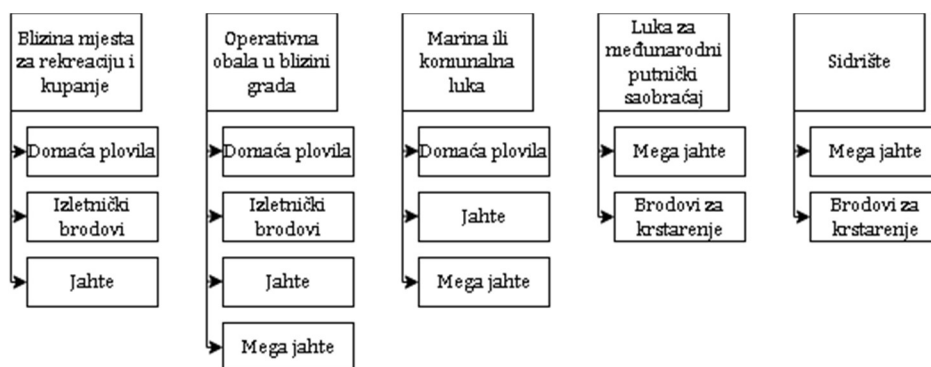 Blizina mjesta
za rekreaciju i
kupanje
Domaća plovila
Izletnički
brodovi
Jahte
Operativna
obala u blizini
grada
Domaća plovila
Izletnički
brodovi
Jahte
Mega jahte
Marina ili
komunalna
luka
Domaća plovila
Jahte
Mega jahte
Luka za
međunarodni
putnički
saobraćaj
Mega jahte
Brodovi za
krstarenje
Sidrište
Mega jahte
Brodovi za
krstarenje